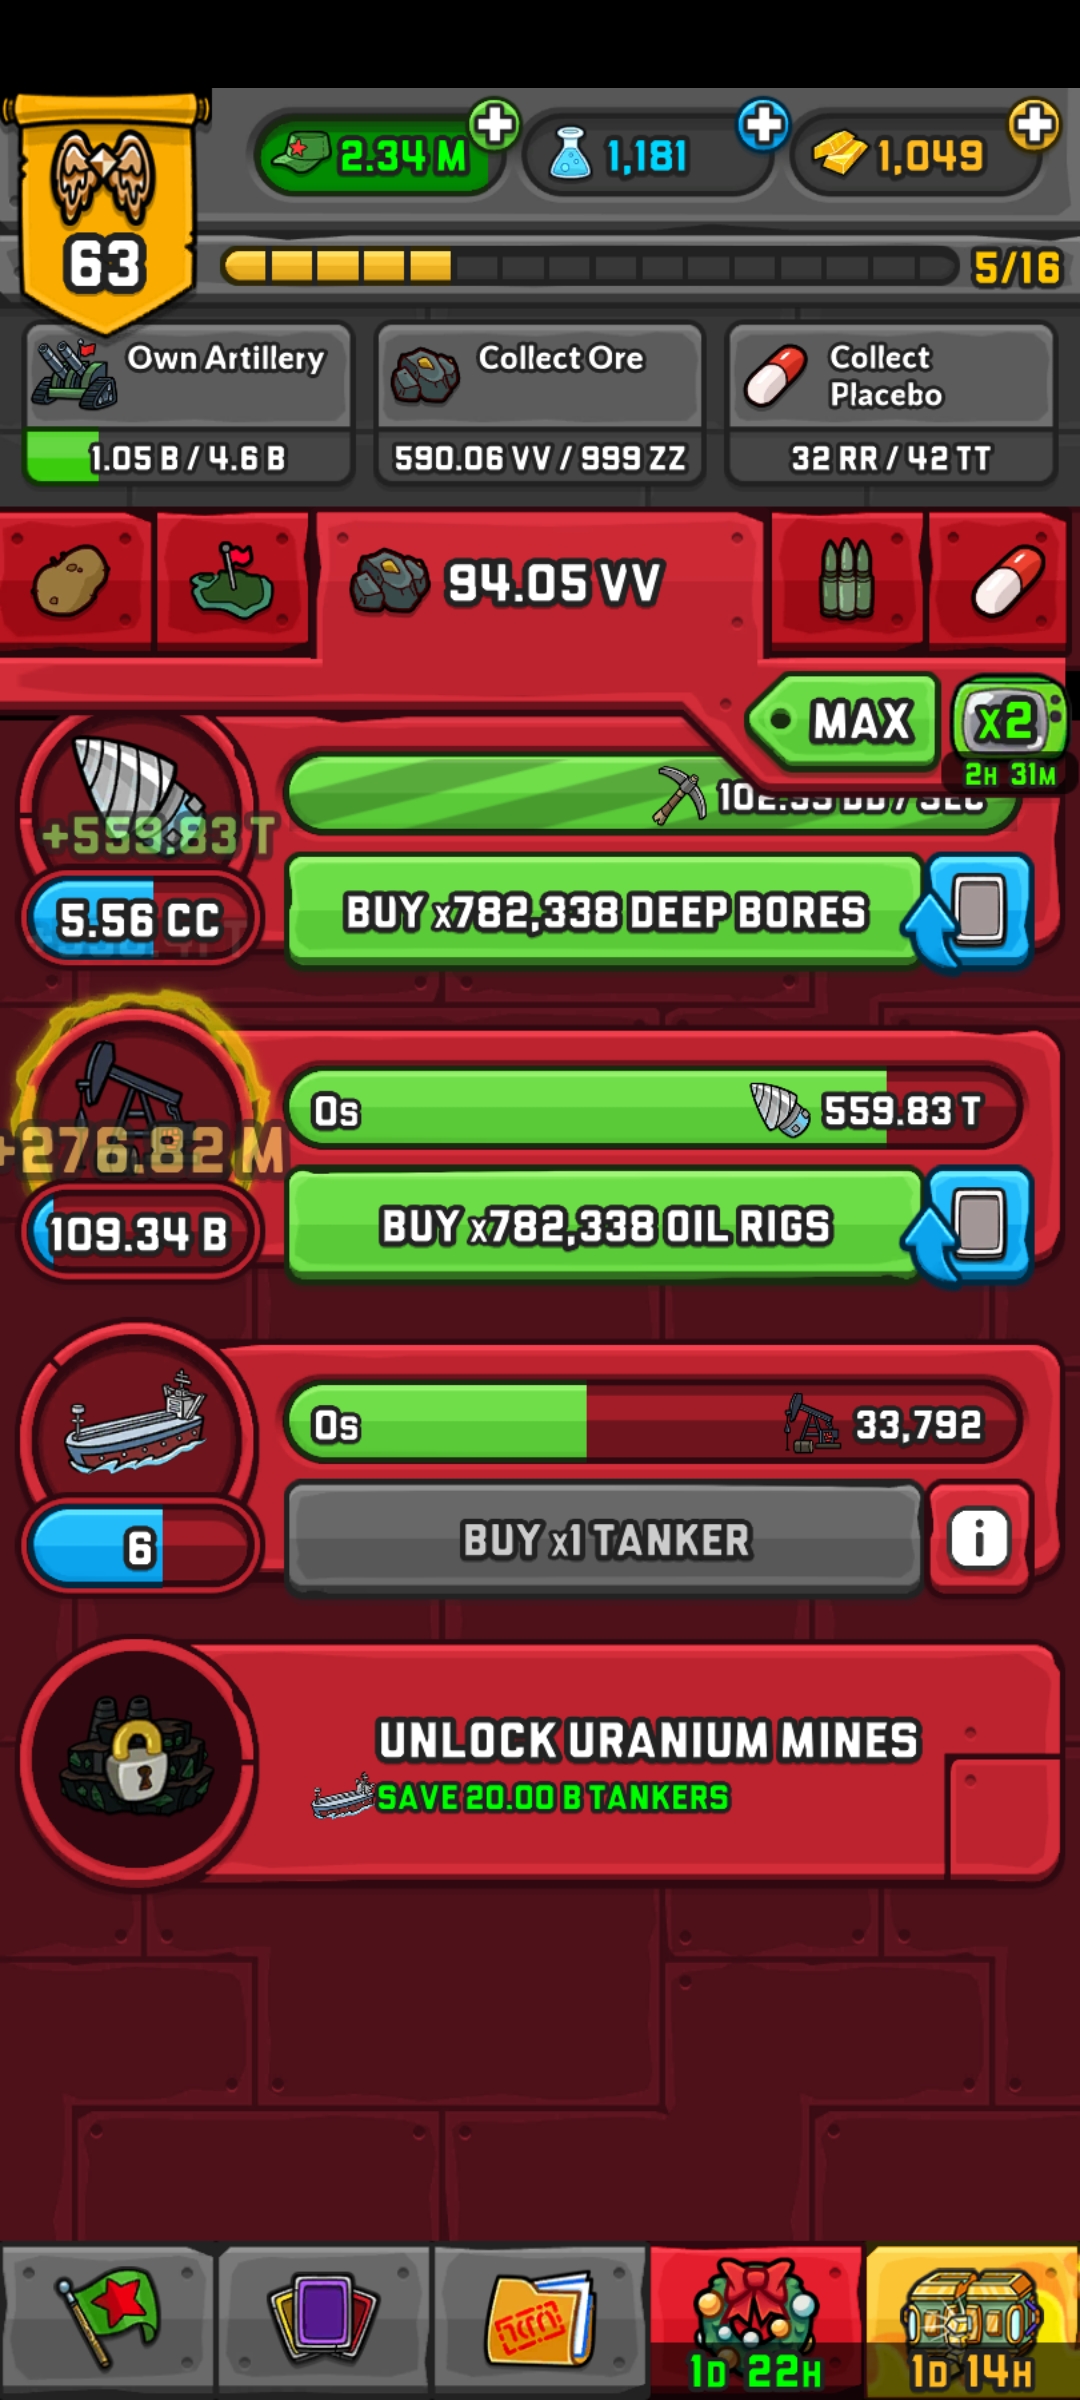 2.34 M
1,181
1,049
63
5/16
Own Artillery
1.05 B / 4.6 B
Collect Ore
590.06 VV / 999 ZZ
Collect
Placebo
32 RR / 42 TT
94.05 VV
MAX
x2
2H 31M
+559.83 T
5.56 CC
BUY x782,338 DEEP BORES
0s
559.83 T
+276.82 M
109.34 B
BUY x782,338 OIL RIGS
0s
33,792
6
BUY x1 TANKER
i
UNLOCK URANIUM MINES
SAVE 20.00 B TANKERS
1D 22H
1D 14H